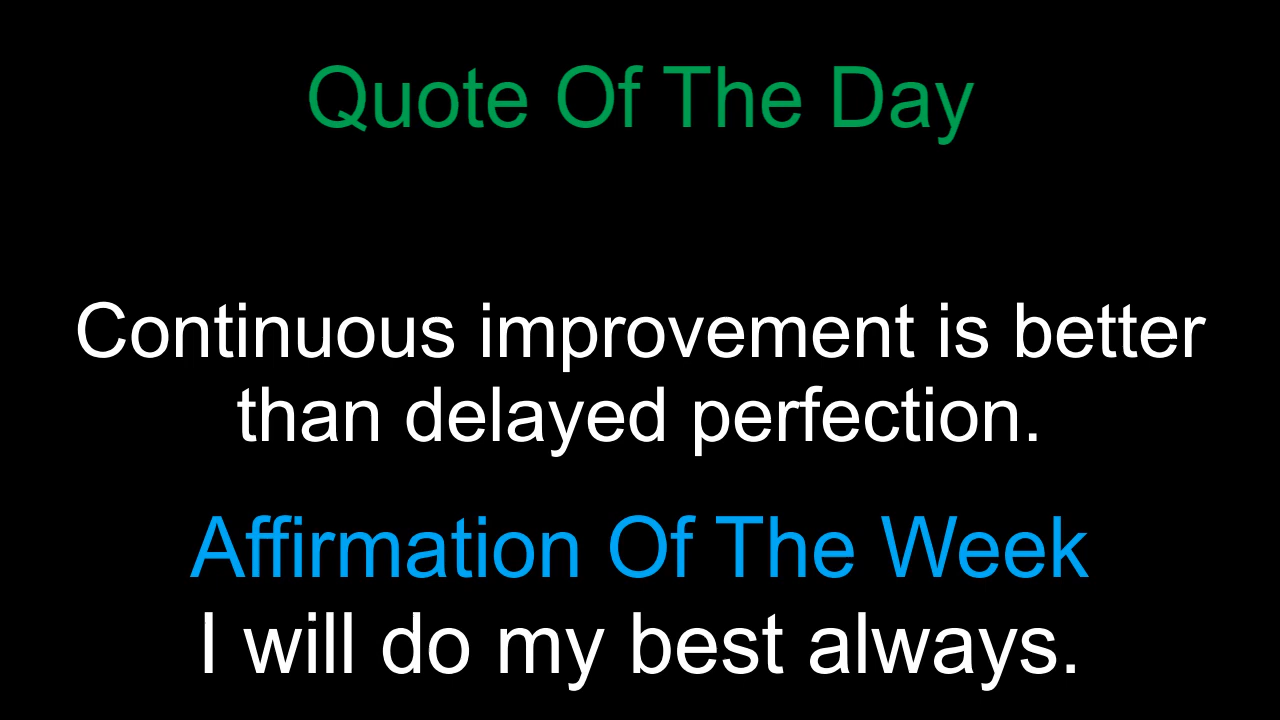 Quote Of The Day
Continuous improvement is better
than delayed perfection.
Affirmation Of The Week
I will do my best always.